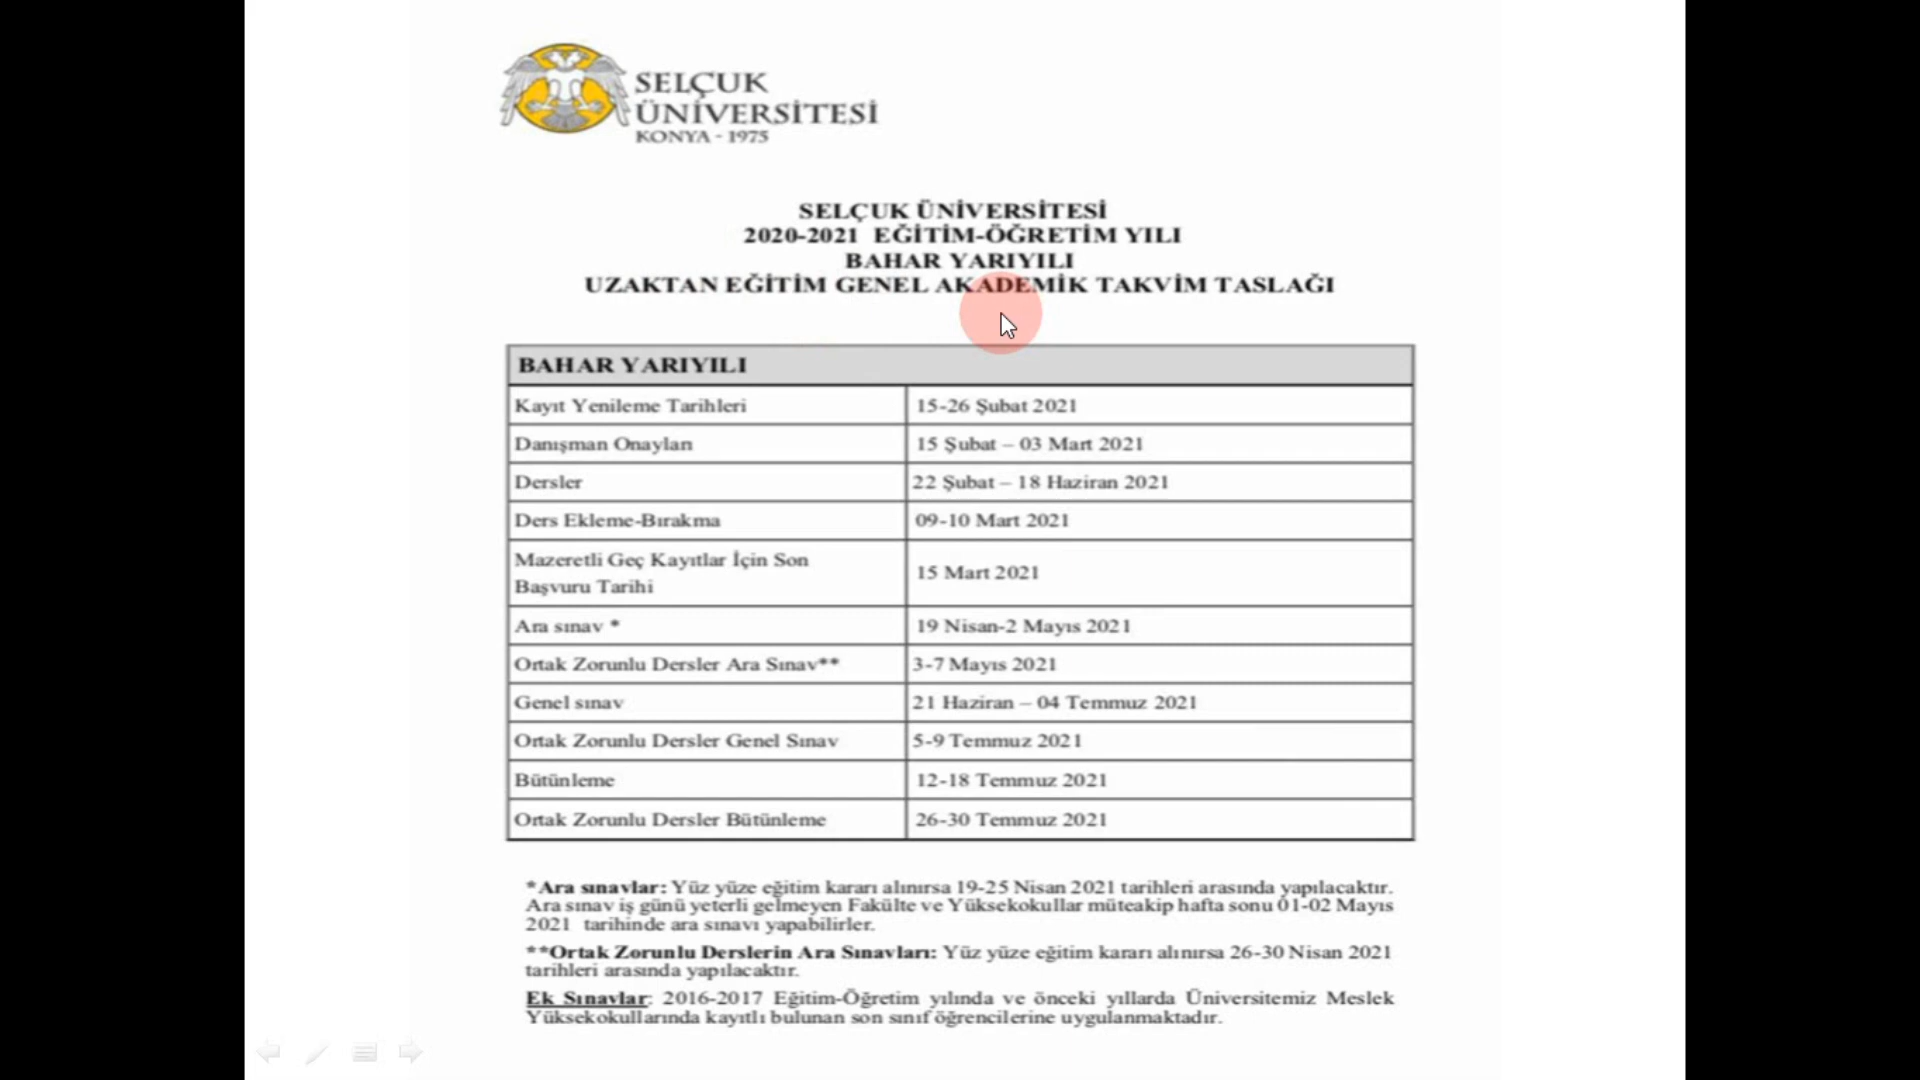 SELÇUK
ÜNİVERSİTESİ
KONYA - 1975
SELÇUK ÜNİVERSİTESİ
2020-2021 EĞİTİM-ÖĞRETİM YILI
BAHAR YARIYILI
UZAKTAN EĞİTİM GENEL AKADEMİK TAKVİM TASLAĞI
BAHAR YARIYILI
Kayıt Yenileme Tarihleri 15-26 Şubat 2021
Danışman Onayları 15 Şubat – 03 Mart 2021
Dersler 22 Şubat – 18 Haziran 2021
Ders Ekleme-Bırakma 09-10 Mart 2021
Mazeretli Geç Kayıtlar İçin Son
Başvuru Tarihi 15 Mart 2021
Ara sınav * 19 Nisan-2 Mayıs 2021
Ortak Zorunlu Dersler Ara Sınav** 3-7 Mayıs 2021
Genel sınav 21 Haziran – 04 Temmuz 2021
Ortak Zorunlu Dersler Genel Sınav 5-9 Temmuz 2021
Bütünleme 12-18 Temmuz 2021
Ortak Zorunlu Dersler Bütünleme 26-30 Temmuz 2021
*Ara sınavlar: Yüz yüze eğitim kararı alınırsa 19-25 Nisan 2021 tarihleri arasında yapılacaktır.
Ara sınav iş günü yeterli gelmeyen Fakülte ve Yüksekokullar müteakip hafta sonu 01-02 Mayıs
2021 tarihinde ara sınavı yapabilirler.
**Ortak Zorunlu Derslerin Ara Sınavları: Yüz yüze eğitim kararı alınırsa 26-30 Nisan 2021
tarihleri arasında yapılacaktır.
Ek Sınavlar: 2016-2017 Eğitim-Öğretim yılında ve önceki yıllarda Üniversitemiz Meslek
Yüksekokullarında kayıtlı bulunan son sınıf öğrencilerine uygulanmaktadır.